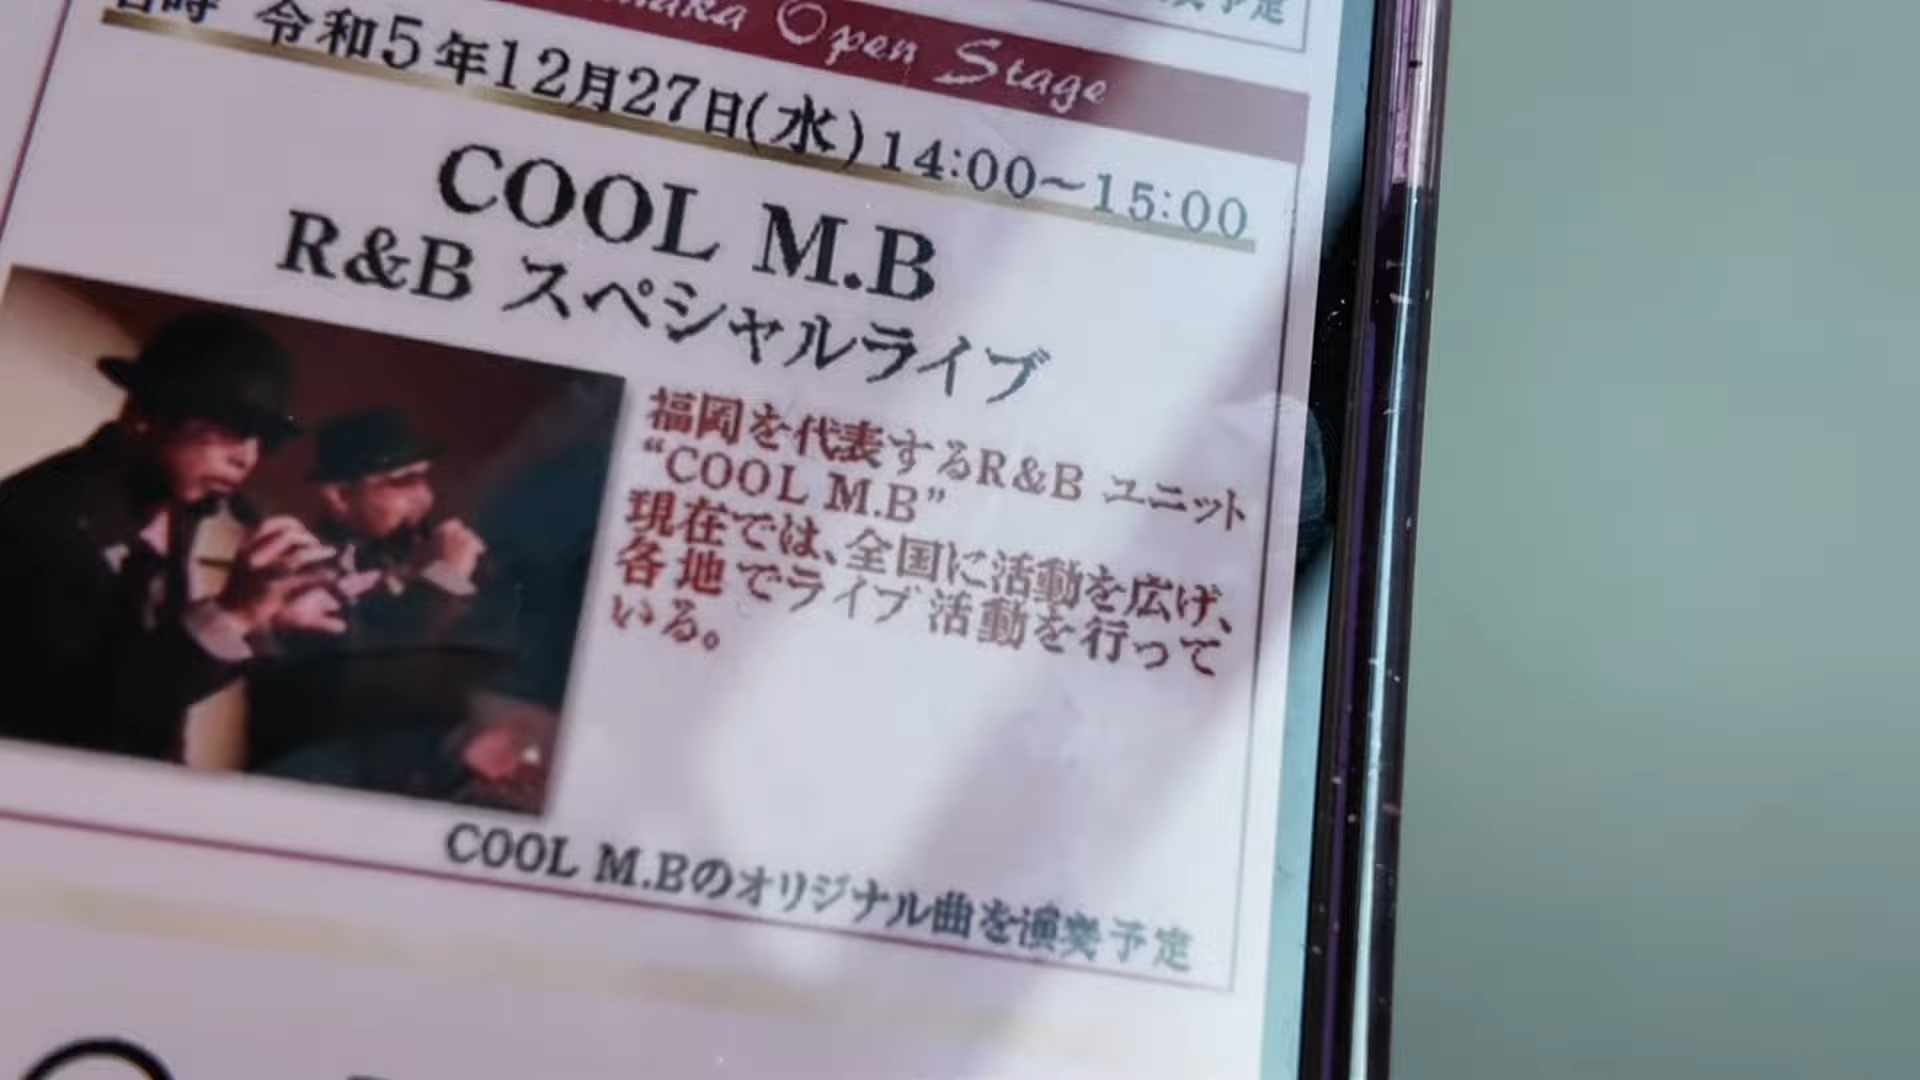 Open Stage
令和5年12月27日(水)14:00～15:00
COOL M.B
R&B スペシャルライブ
福岡を代表するR&B ユニット
“COOL M.B”
現在では、全国に活動を広げ、
各地でライブ活動を行って
いる。
COOL M.Bのオリジナル曲を演奏予定